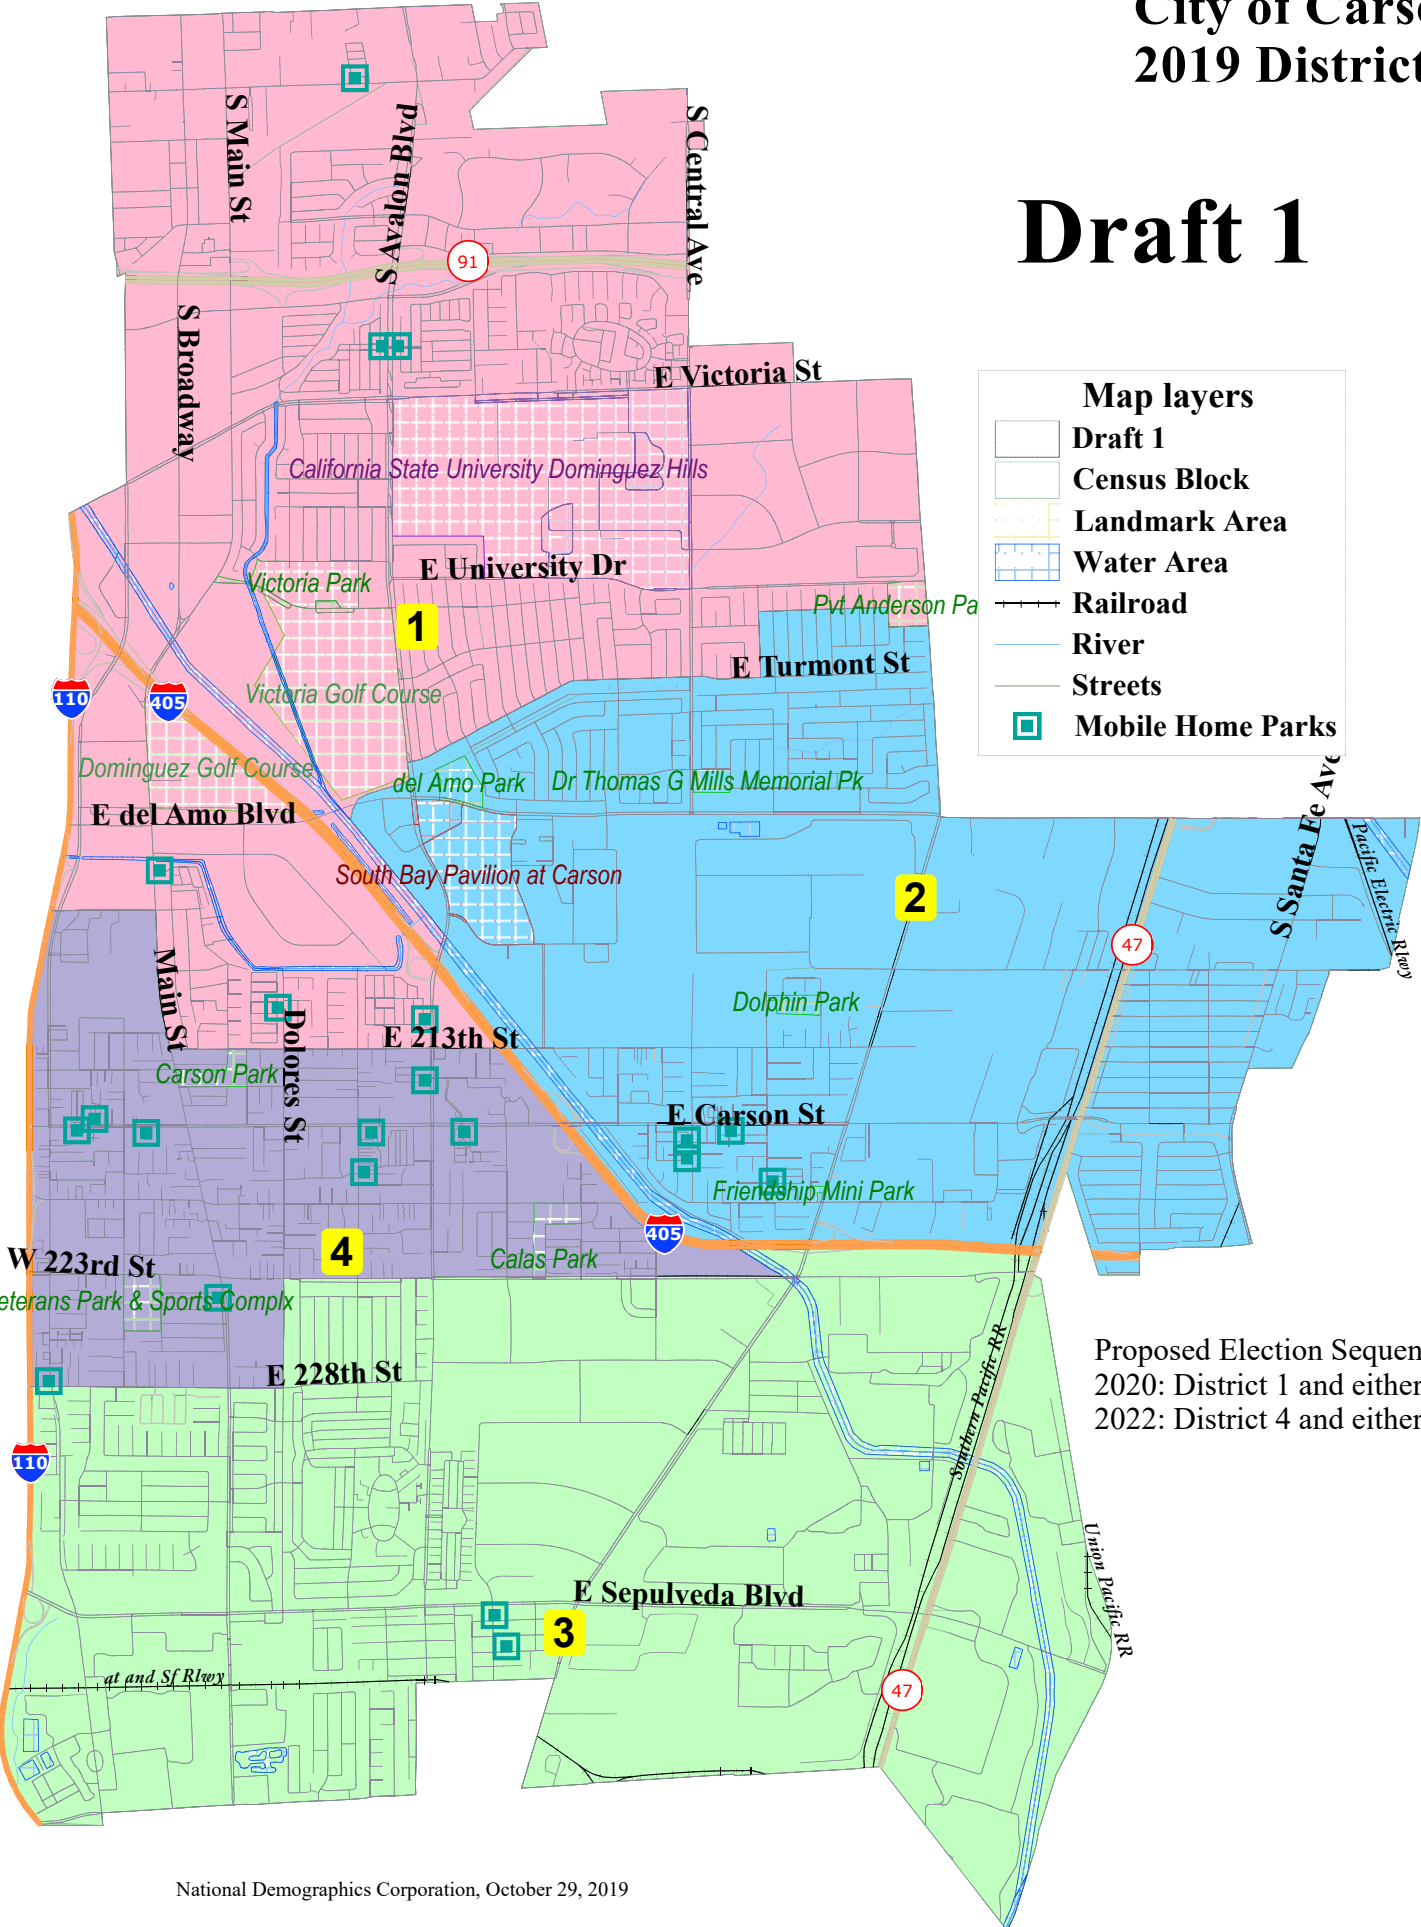 City of Carso
2019 District
Draft 1
S Main St
S Avalon Blvd
S Central Ave
91
S Broadway
E Victoria St
Map layers
Draft 1
Census Block
Landmark Area
Water Area
Railroad
River
Streets
Mobile Home Parks
California State University Dominguez Hills
E University Dr
Victoria Park
Pvt Anderson Pa
1
E Turmont St
110
405
Victoria Golf Course
Dominguez Golf Course
del Amo Park
Dr Thomas G Mills Memorial Pk
E del Amo Blvd
S Santa Fe Ave
Pacific Electric Rlwy
South Bay Pavilion at Carson
2
47
Main St
Dolphin Park
Dolores St
E 213th St
Carson Park
E Carson St
Friendship Mini Park
405
4
W 223rd St
Calas Park
eterans Park & Sports Complx
E 228th St
Southern Pacific RR
Proposed Election Sequen
2020: District 1 and either
2022: District 4 and either
110
Union Pacific RR
E Sepulveda Blvd
3
at and Sf Rlwy
47
National Demographics Corporation, October 29, 2019